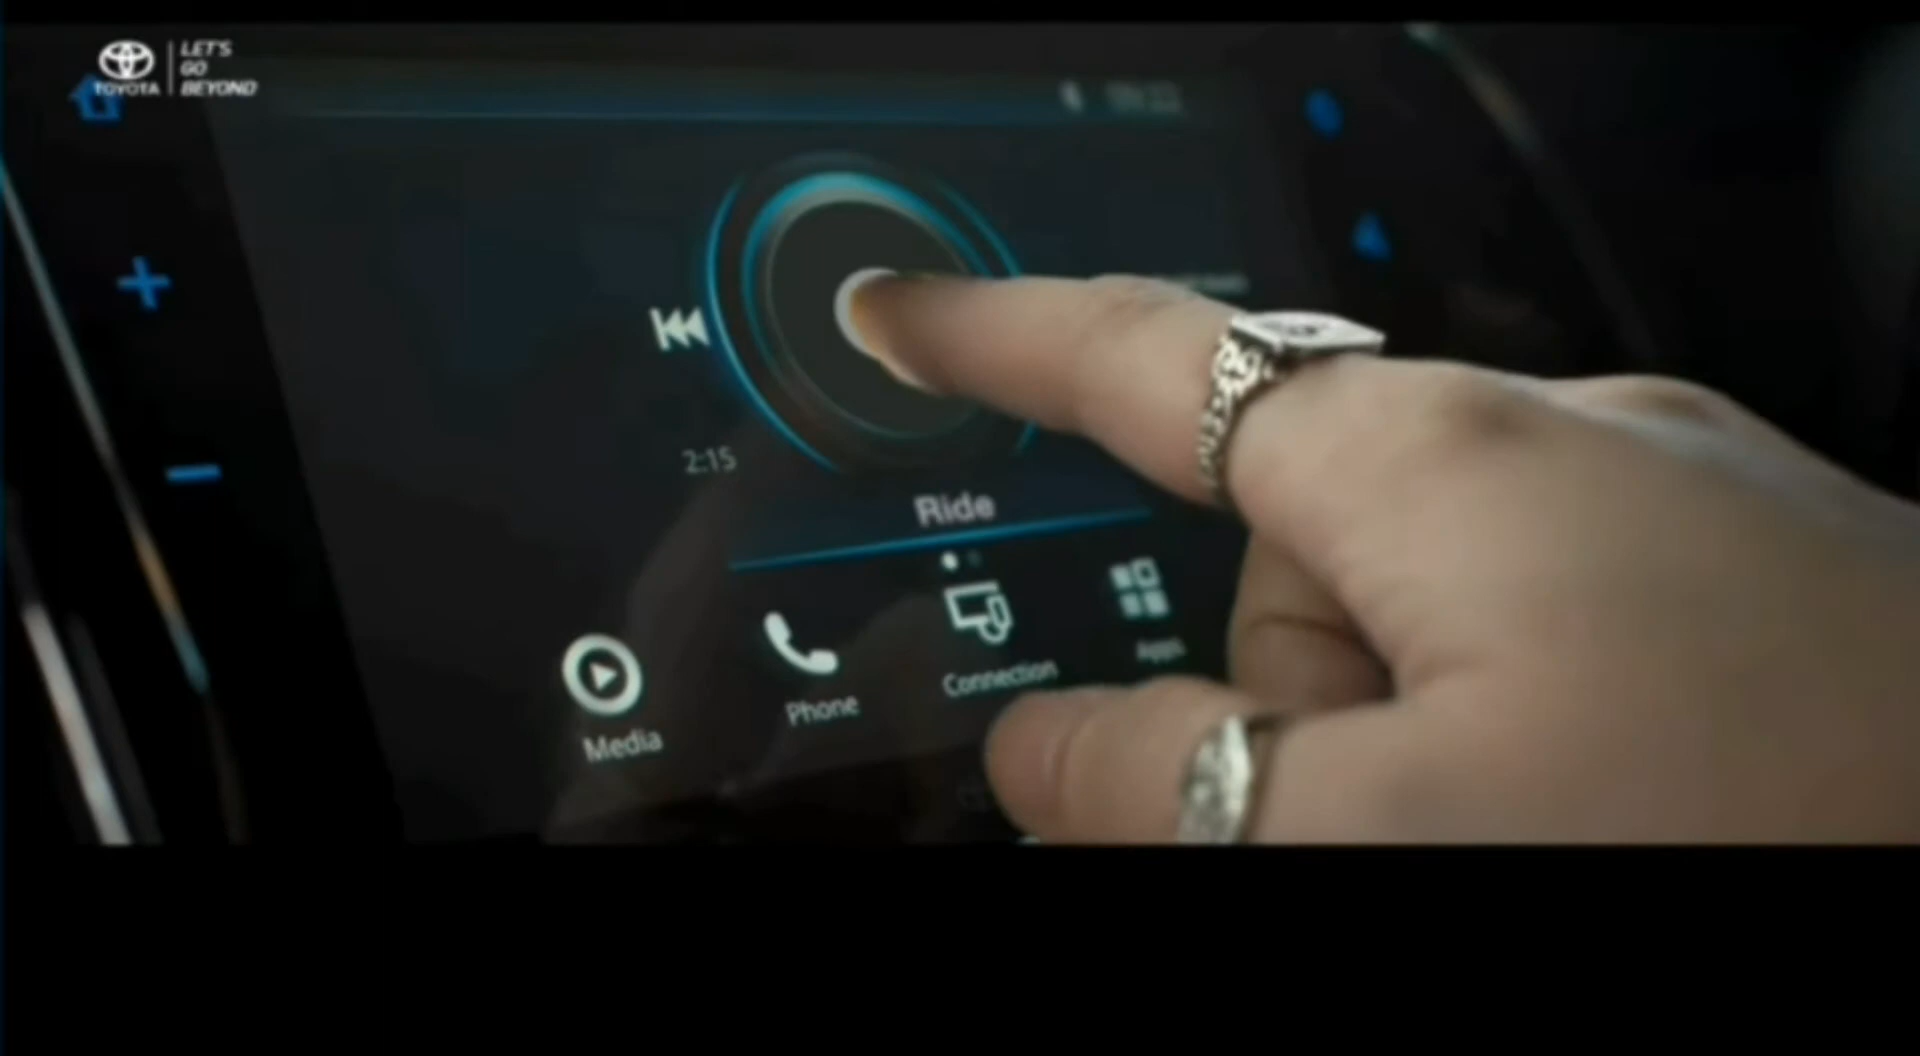 TOYOTA
LET'S
GO
BEYOND
2:15
Ride
Media
Phone
Connection
Apps